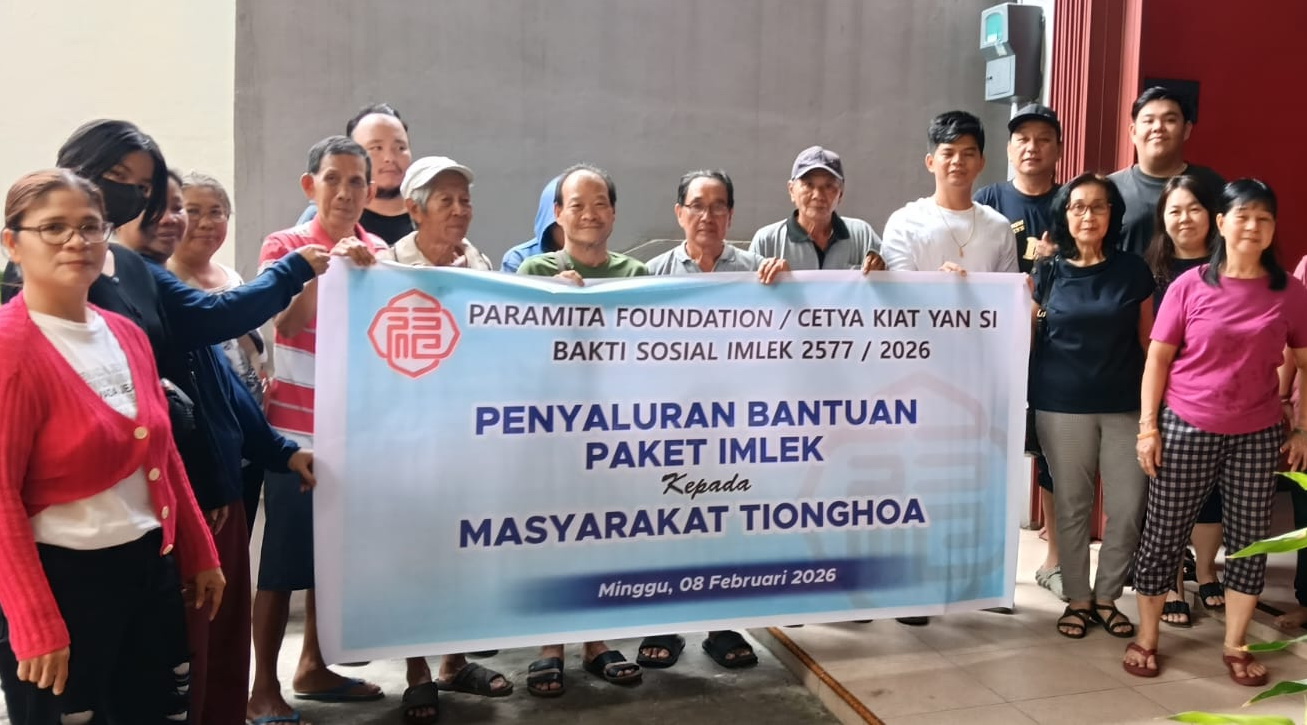 PARAMITA FOUNDATION / CETYA KIAT YAN SI
BAKTI SOSIAL IMLEK 2577 / 2026
PENYALURAN BANTUAN
PAKET IMLEK
Kepada
MASYARAKAT TIONGHOA
Minggu, 08 Februari 2026